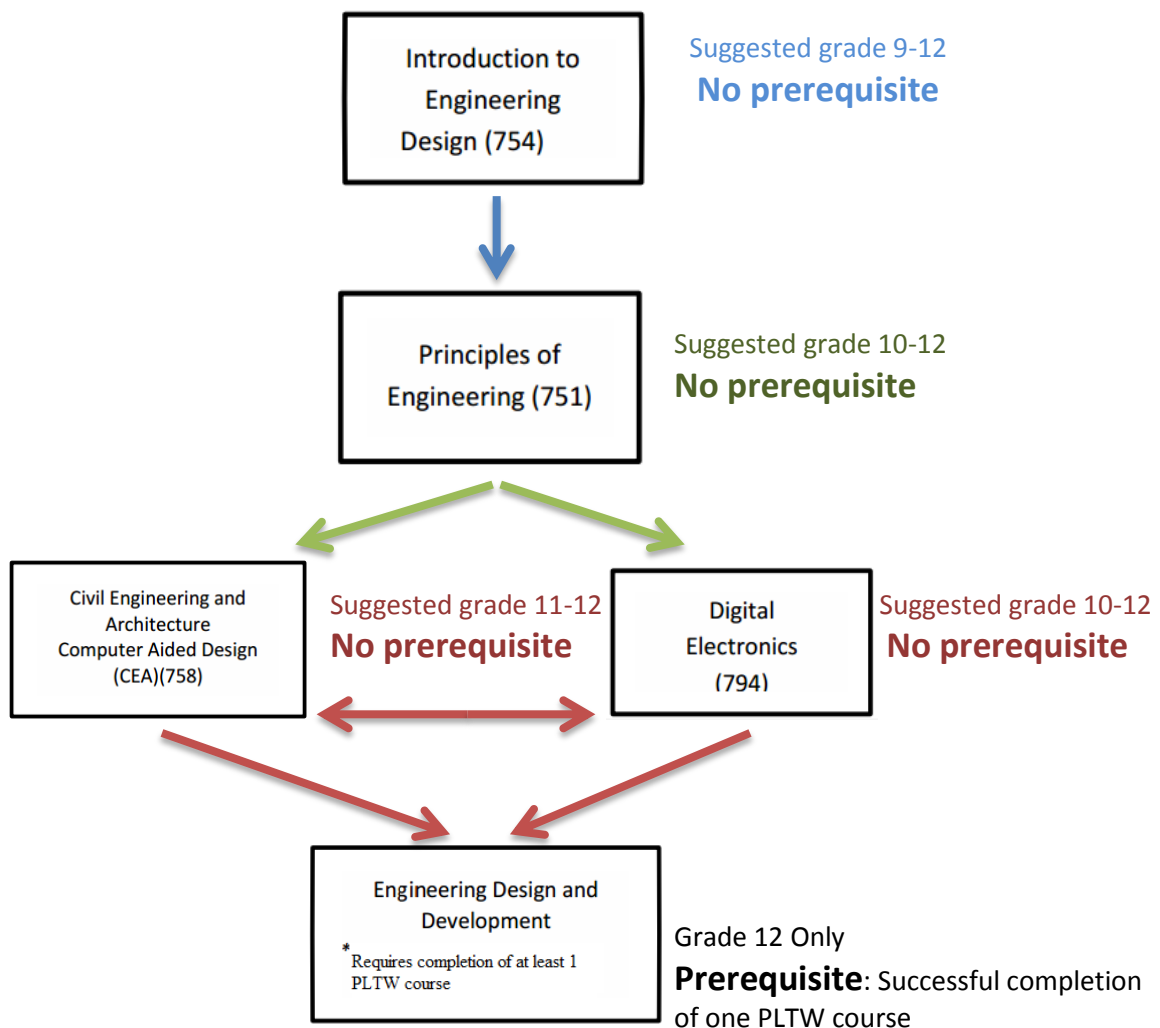 Introduction to
Engineering
Design (754)
Suggested grade 9-12
No prerequisite
Principles of
Engineering (751)
Suggested grade 10-12
No prerequisite
Civil Engineering and
Architecture
Computer Aided Design
(CEA)(758)
Suggested grade 11-12
No prerequisite
Digital
Electronics
(794)
Suggested grade 10-12
No prerequisite
Engineering Design and
Development
*Requires completion of at least 1
PLTW course
Grade 12 Only
Prerequisite: Successful completion
of one PLTW course